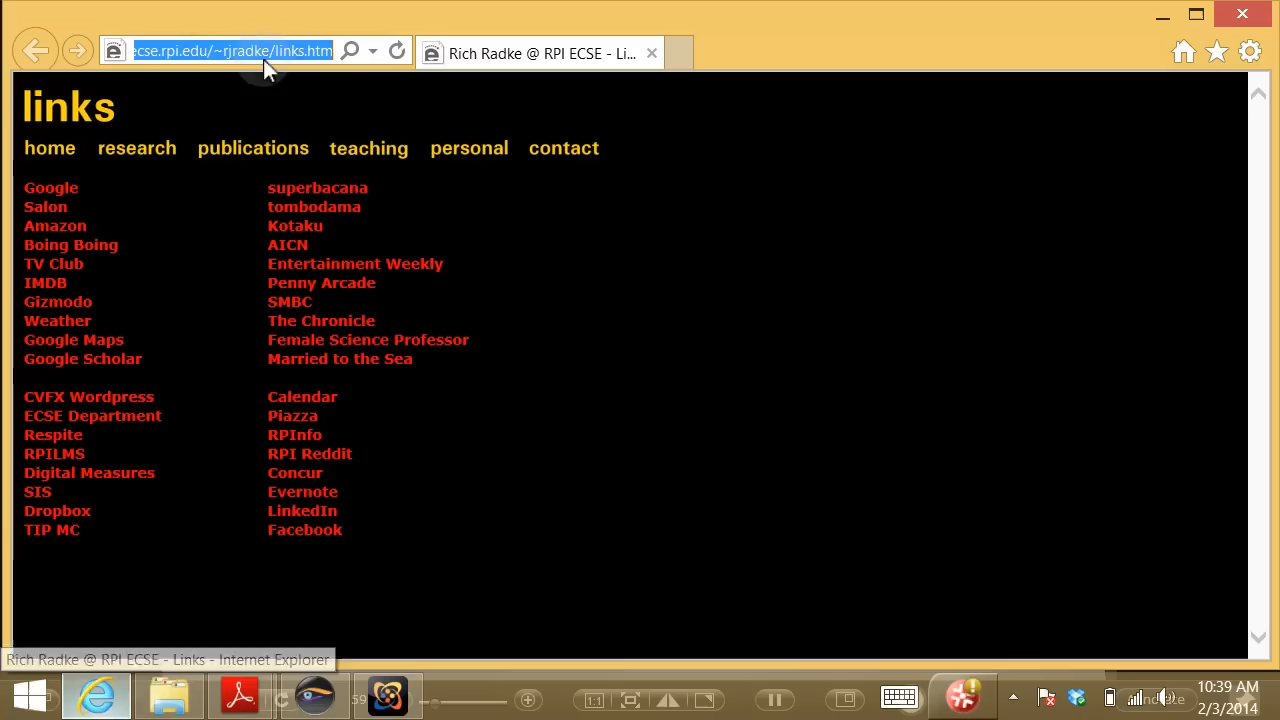 ecse.rpi.edu/~rjradke/links.htm
Rich Radke @ RPI ECSE - Li...
links
home research publications teaching personal contact
Google superbacana
Salon tombodama
Amazon Kotaku
Boing Boing AICN
TV Club Entertainment Weekly
IMDB Penny Arcade
Gizmodo SMBC
Weather The Chronicle
Google Maps Female Science Professor
Google Scholar Married to the Sea
CVFX Wordpress Calendar
ECSE Department Piazza
Respite RPInfo
RPILMS RPI Reddit
Digital Measures Concur
SIS Evernote
Dropbox LinkedIn
TIP MC Facebook
Rich Radke @ RPI ECSE - Links - Internet Explorer
59
1:1
10:39 AM
2/3/2014